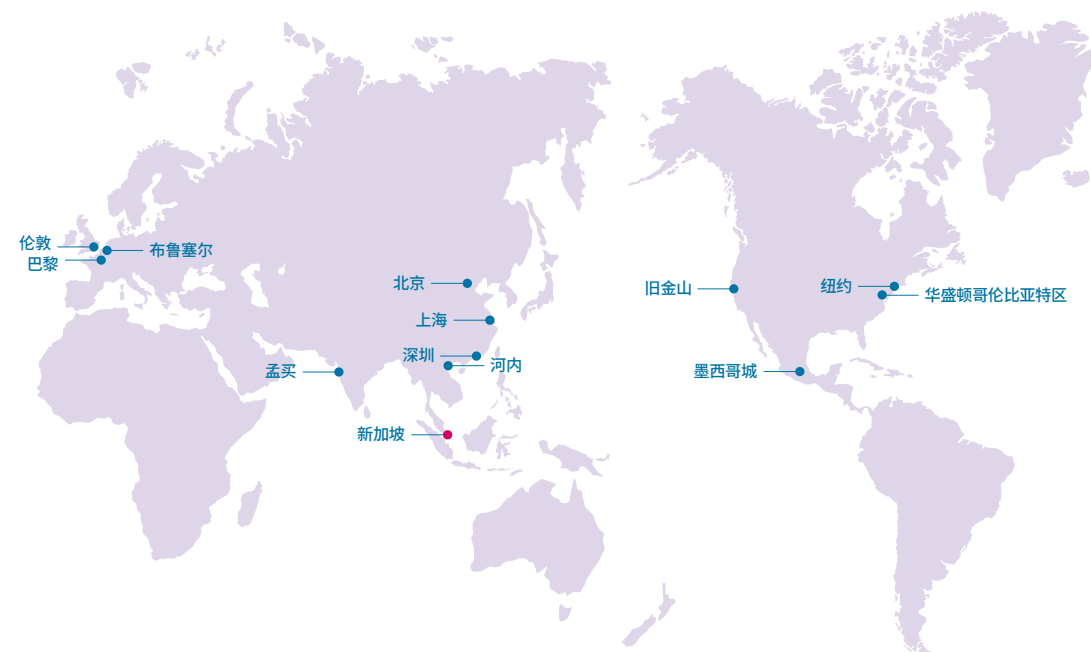 伦敦
布鲁塞尔
巴黎
北京
旧金山
纽约
华盛顿哥伦比亚特区
上海
深圳
河内
孟买
墨西哥城
新加坡